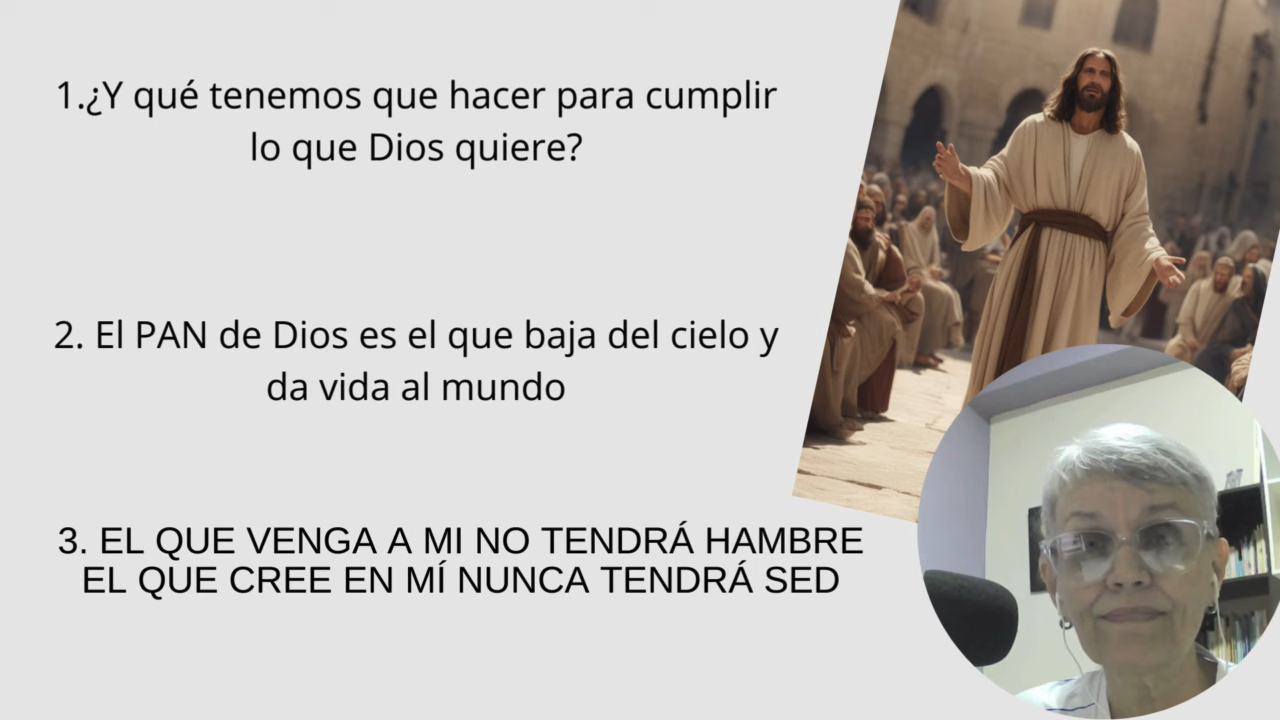 1.¿Y qué tenemos que hacer para cumplir
lo que Dios quiere?
2. El PAN de Dios es el que baja del cielo y
da vida al mundo
3. EL QUE VENGA A MI NO TENDRÁ HAMBRE
EL QUE CREE EN MÍ NUNCA TENDRÁ SED